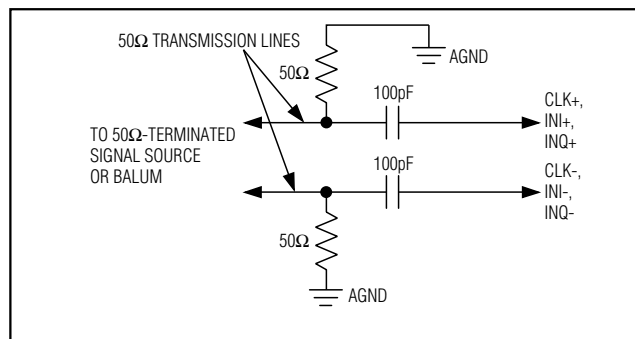 50Ω TRANSMISSION LINES
AGND
50Ω
100pF
CLK+,
INI+,
INQ+
TO 50Ω-TERMINATED
SIGNAL SOURCE
OR BALUM
100pF
CLK-,
INI-,
INQ-
50Ω
AGND